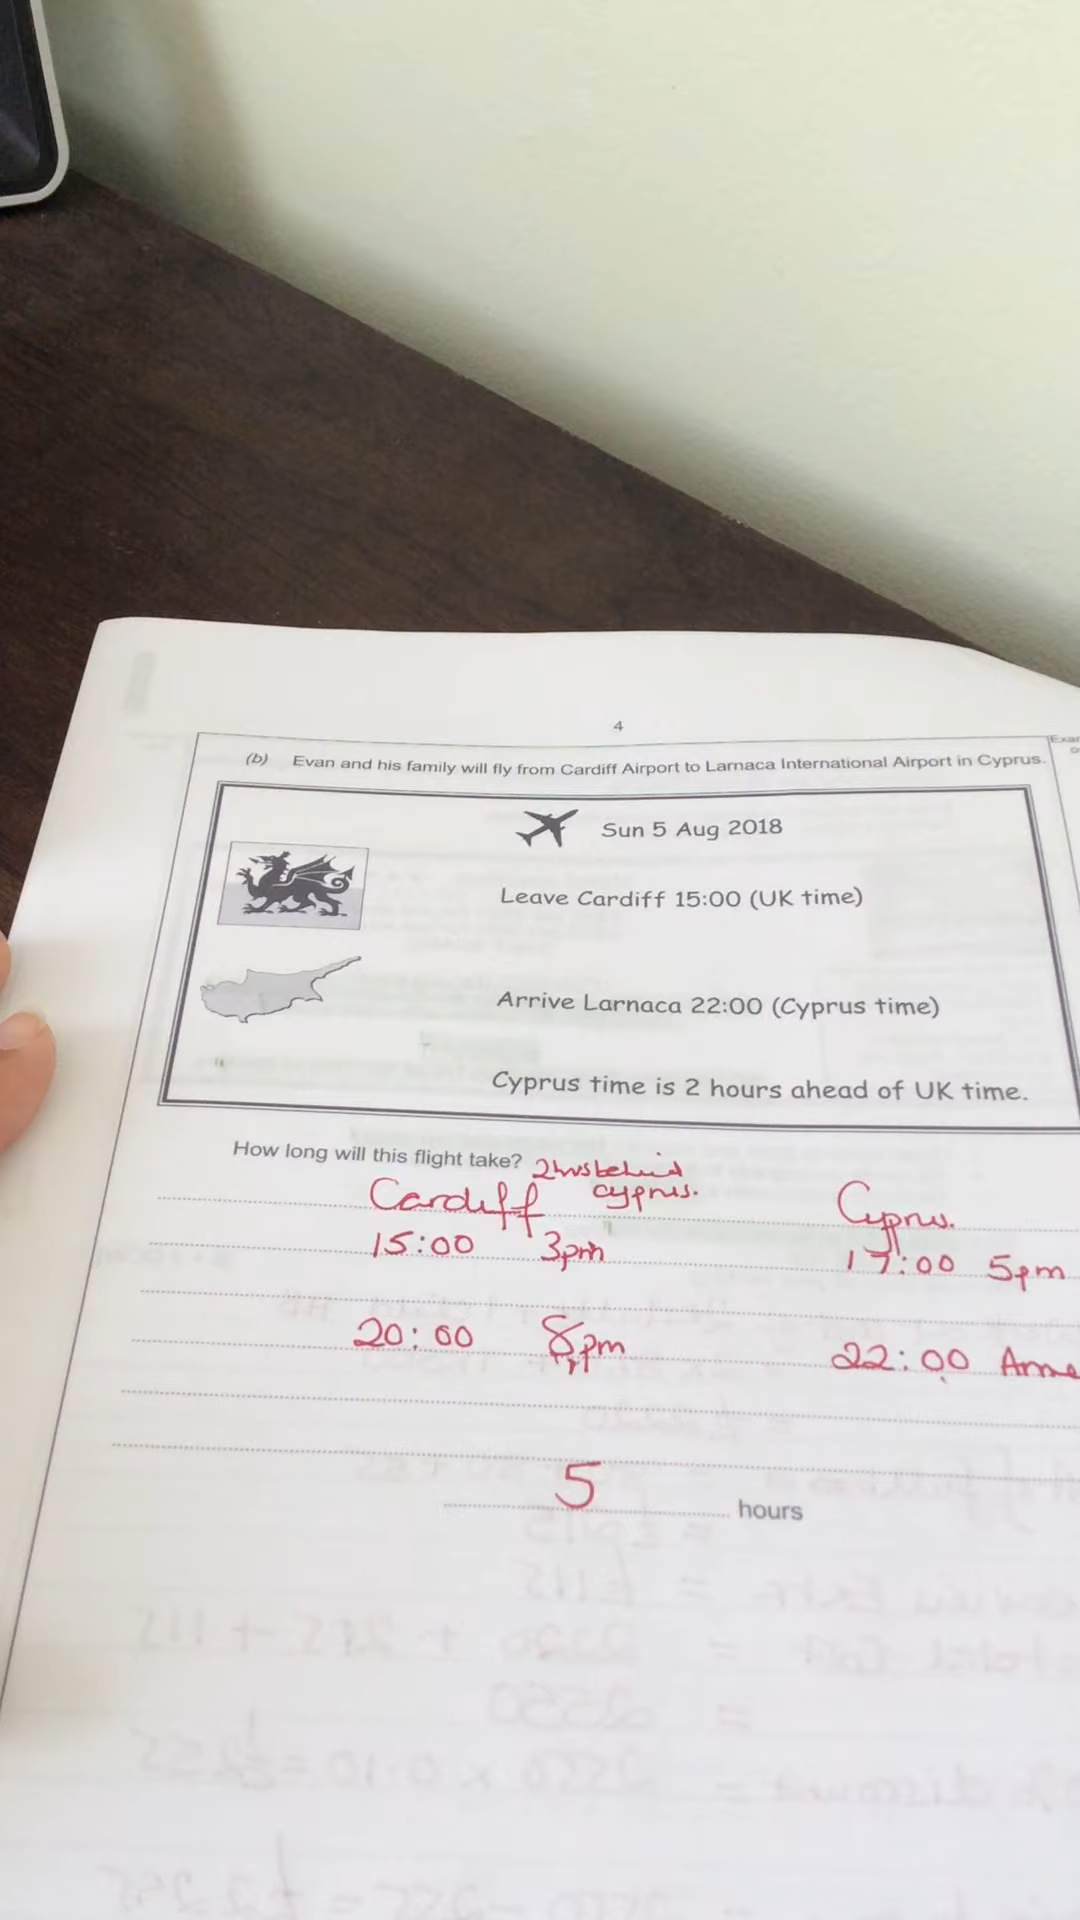 4
(b) Evan and his family will fly from Cardiff Airport to Larnaca International Airport in Cyprus.
Sun 5 Aug 2018
Leave Cardiff 15:00 (UK time)
Arrive Larnaca 22:00 (Cyprus time)
Cyprus time is 2 hours ahead of UK time.
How long will this flight take? 2hrs behind
cyprus.
Cardiff Cyprus.
15:00 3pm 17:00 5pm
20:00 8pm 22:00
5 hours